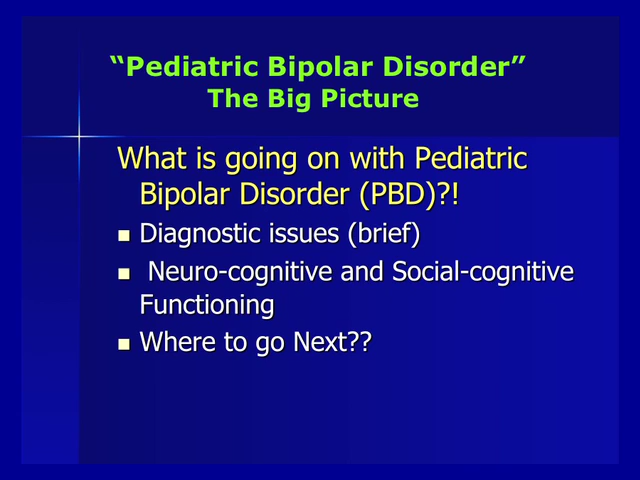 “Pediatric Bipolar Disorder”
The Big Picture
What is going on with Pediatric
Bipolar Disorder (PBD)?!
Diagnostic issues (brief)
Neuro-cognitive and Social-cognitive
Functioning
Where to go Next??